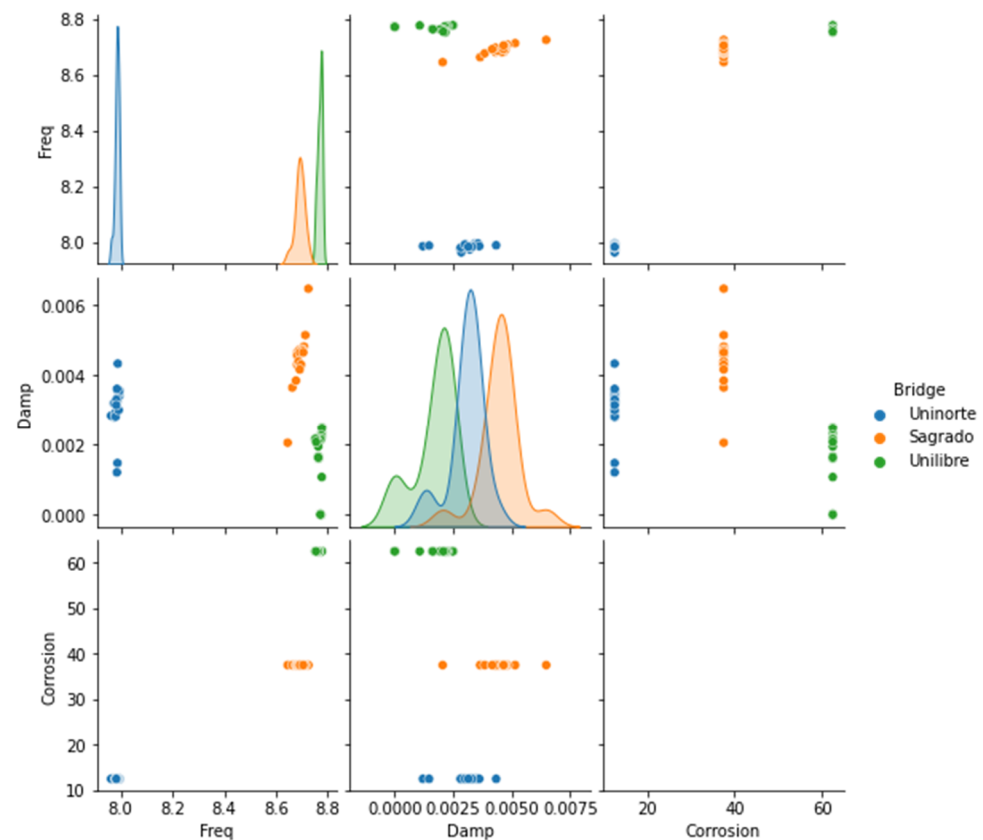 8.8
8.6
8.4
8.2
8.0
Freq
0.006
0.004
0.002
0.000
Damp
Bridge
Uninorte
Sagrado
Unilibre
60
50
40
30
20
10
Corrosion
8.0 8.2 8.4 8.6 8.8
Freq
0.0000 0.0025 0.0050 0.0075
Damp
20 40 60
Corrosion